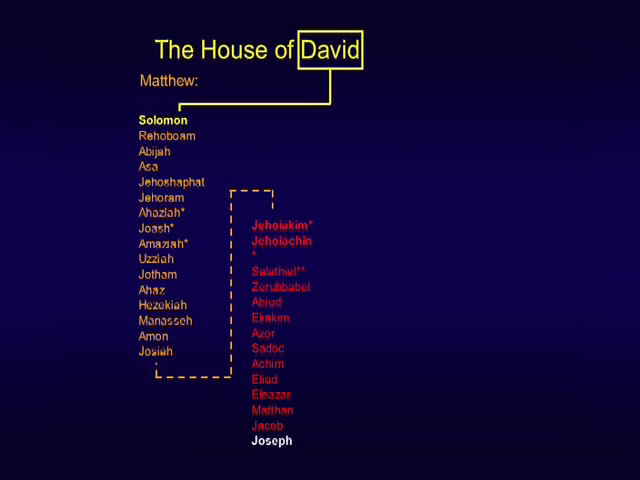 The House of David
Matthew:
Solomon
Rehoboam
Abijah
Asa
Jehoshaphat
Jehoram
Ahaziah*
Joash*
Amaziah*
Uzziah
Jotham
Ahaz
Hezekiah
Manasseh
Amon
Josiah
Jehoiakim*
Jehoiachin
*
Salathiel**
Zerubbabel
Abiud
Eliakim
Azor
Sadoc
Achim
Eliud
Eleazar
Matthan
Jacob
Joseph